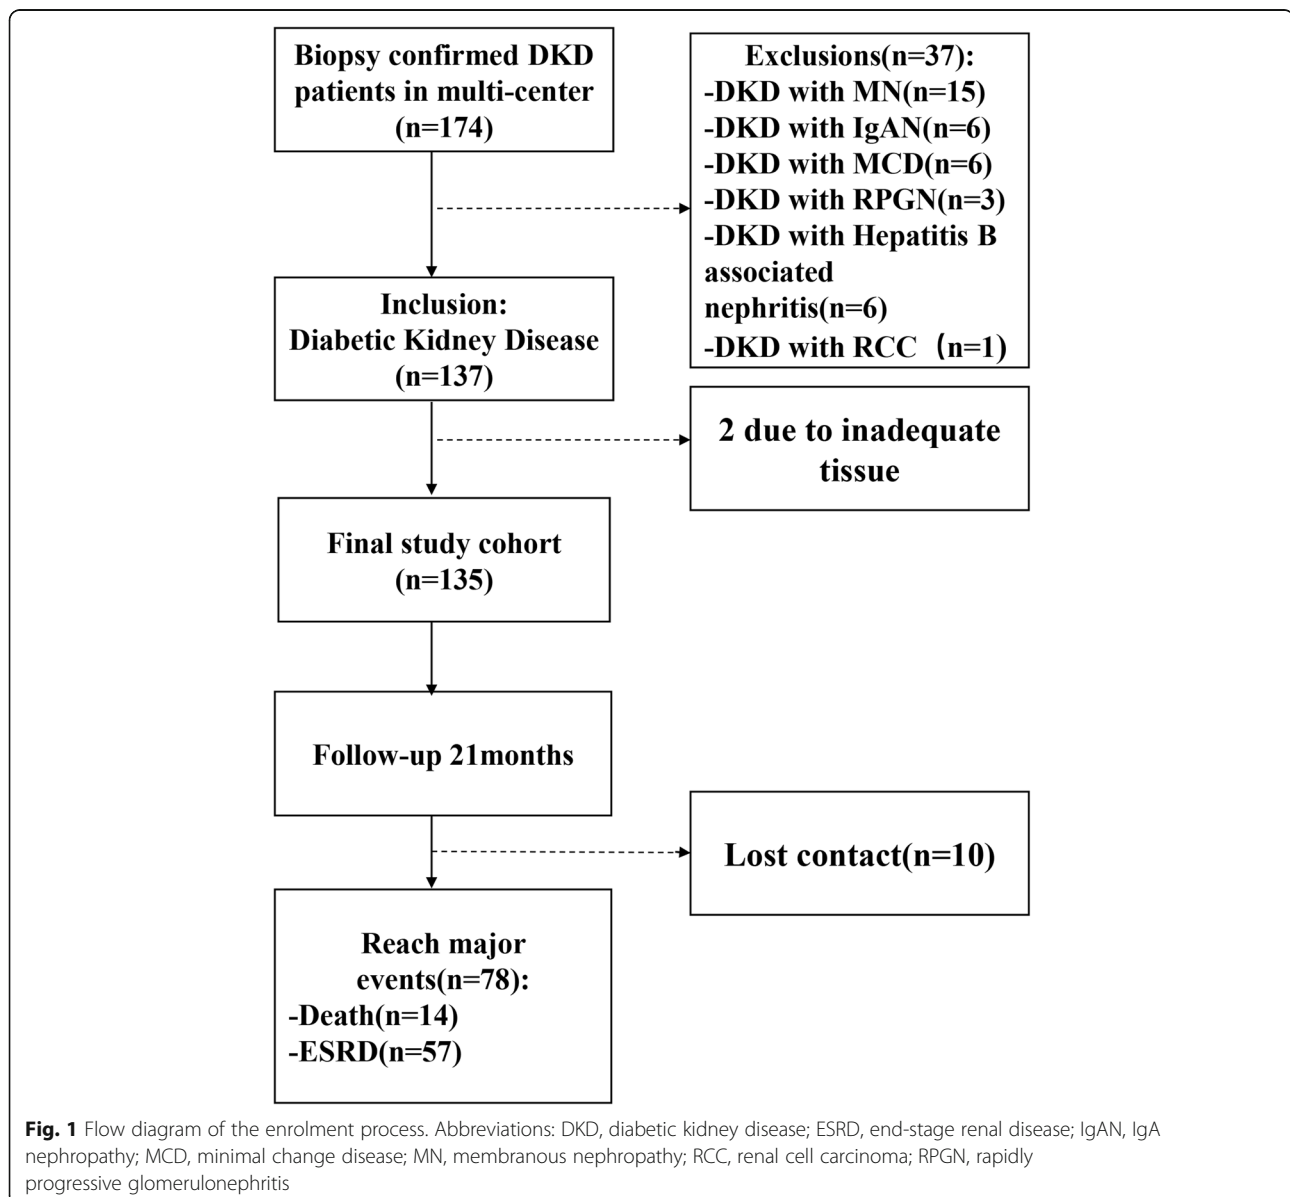 Biopsy confirmed DKD
patients in multi-center
(n=174)
Exclusions(n=37):
-DKD with MN(n=15)
-DKD with IgAN(n=6)
-DKD with MCD(n=6)
-DKD with RPGN(n=3)
-DKD with Hepatitis B
associated
nephritis(n=6)
-DKD with RCC（n=1)
Inclusion:
Diabetic Kidney Disease
(n=137)
2 due to inadequate
tissue
Final study cohort
(n=135)
Follow-up 21months
Lost contact(n=10)
Reach major
events(n=78):
-Death(n=14)
-ESRD(n=57)
Fig. 1 Flow diagram of the enrolment process. Abbreviations: DKD, diabetic kidney disease; ESRD, end-stage renal disease; IgAN, IgA
nephropathy; MCD, minimal change disease; MN, membranous nephropathy; RCC, renal cell carcinoma; RPGN, rapidly
progressive glomerulonephritis